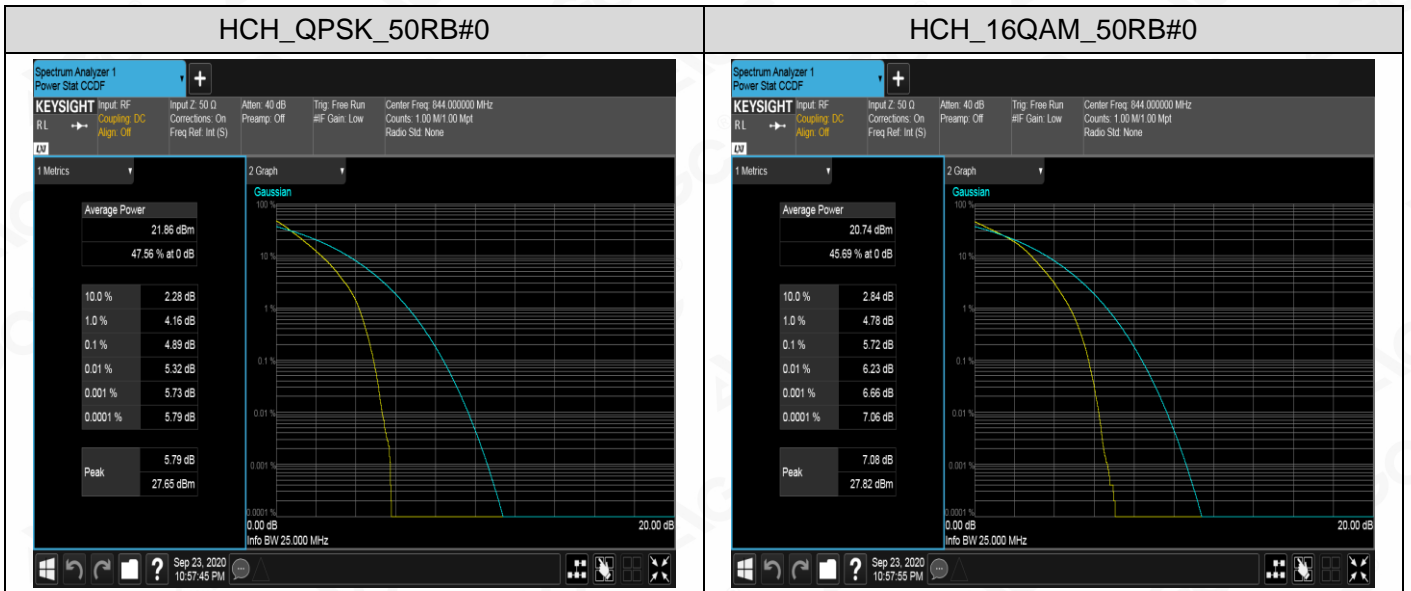 HCH_QPSK_50RB#0
Spectrum Analyzer 1
Power Stat CCDF
+
KEYSIGHT
Input: RF
Coupling: DC
Align: Off
Input Z: 50 Ω
Corrections: On
Freq Ref: Int (S)
Atten: 40 dB
Preamp: Off
Trig: Free Run
#IF Gain: Low
Center Freq: 844.000000 MHz
Counts: 1.00 M/1.00 Mpt
Radio Std: None
R L
LXI
1 Metrics
Average Power
21.86 dBm
47.56 % at 0 dB
10.0 % 2.28 dB
1.0 % 4.16 dB
0.1 % 4.89 dB
0.01 % 5.32 dB
0.001 % 5.73 dB
0.0001 % 5.79 dB
Peak
5.79 dB
27.65 dBm
2 Graph
Gaussian
100 %
10 %
1 %
0.1 %
0.01 %
0.001 %
0.0001 %
0.00 dB 20.00 dB
Info BW 25.000 MHz
?
Sep 23, 2020
10:57:45 PM
HCH_16QAM_50RB#0
Spectrum Analyzer 1
Power Stat CCDF
+
KEYSIGHT
Input: RF
Coupling: DC
Align: Off
Input Z: 50 Ω
Corrections: On
Freq Ref: Int (S)
Atten: 40 dB
Preamp: Off
Trig: Free Run
#IF Gain: Low
Center Freq: 844.000000 MHz
Counts: 1.00 M/1.00 Mpt
Radio Std: None
R L
LXI
1 Metrics
Average Power
20.74 dBm
45.69 % at 0 dB
10.0 % 2.84 dB
1.0 % 4.78 dB
0.1 % 5.72 dB
0.01 % 6.23 dB
0.001 % 6.66 dB
0.0001 % 7.06 dB
Peak
7.08 dB
27.82 dBm
2 Graph
Gaussian
100 %
10 %
1 %
0.1 %
0.01 %
0.001 %
0.0001 %
0.00 dB 20.00 dB
Info BW 25.000 MHz
?
Sep 23, 2020
10:57:55 PM